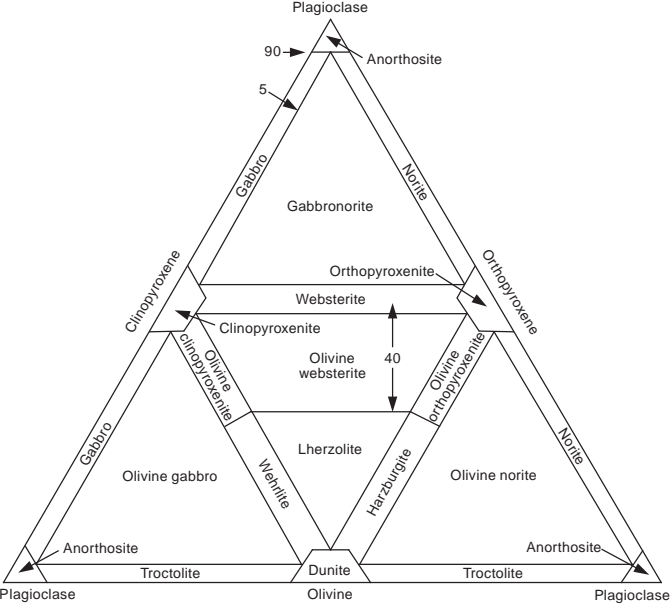 Plagioclase
90
Anorthosite
5
Gabbro
Norite
Gabbronorite
Clinopyroxene
Orthopyroxenite
Orthopyroxene
Websterite
Clinopyroxenite
Olivine
clinopyroxenite
Olivine
websterite
40
Olivine
orthopyroxenite
Gabbro
Norite
Lherzolite
Olivine gabbro
Wehrlite
Harzburgite
Olivine norite
Anorthosite
Anorthosite
Troctolite
Dunite
Troctolite
Plagioclase
Olivine
Plagioclase